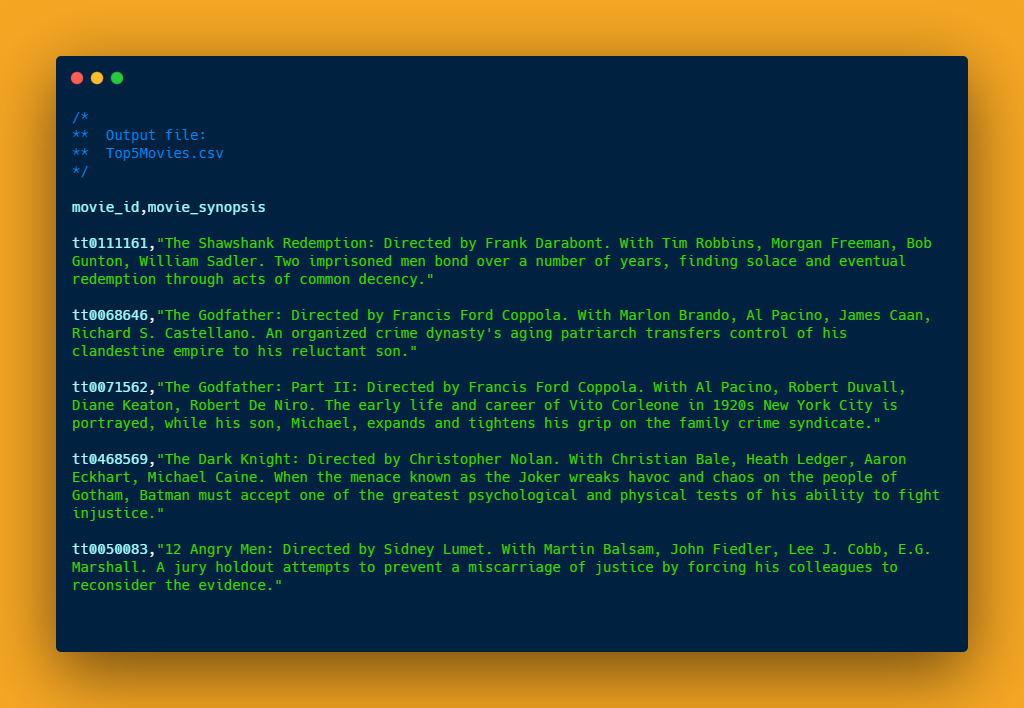 /*
**  Output file:
**  Top5Movies.csv
*/
movie_id,movie_synopsis
tt0111161,"The Shawshank Redemption: Directed by Frank Darabont. With Tim Robbins, Morgan Freeman, Bob
Gunton, William Sadler. Two imprisoned men bond over a number of years, finding solace and eventual
redemption through acts of common decency."
tt0068646,"The Godfather: Directed by Francis Ford Coppola. With Marlon Brando, Al Pacino, James Caan,
Richard S. Castellano. An organized crime dynasty's aging patriarch transfers control of his
clandestine empire to his reluctant son."
tt0071562,"The Godfather: Part II: Directed by Francis Ford Coppola. With Al Pacino, Robert Duvall,
Diane Keaton, Robert De Niro. The early life and career of Vito Corleone in 1920s New York City is
portrayed, while his son, Michael, expands and tightens his grip on the family crime syndicate."
tt0468569,"The Dark Knight: Directed by Christopher Nolan. With Christian Bale, Heath Ledger, Aaron
Eckhart, Michael Caine. When the menace known as the Joker wreaks havoc and chaos on the people of
Gotham, Batman must accept one of the greatest psychological and physical tests of his ability to fight
injustice."
tt0050083,"12 Angry Men: Directed by Sidney Lumet. With Martin Balsam, John Fiedler, Lee J. Cobb, E.G.
Marshall. A jury holdout attempts to prevent a miscarriage of justice by forcing his colleagues to
reconsider the evidence."